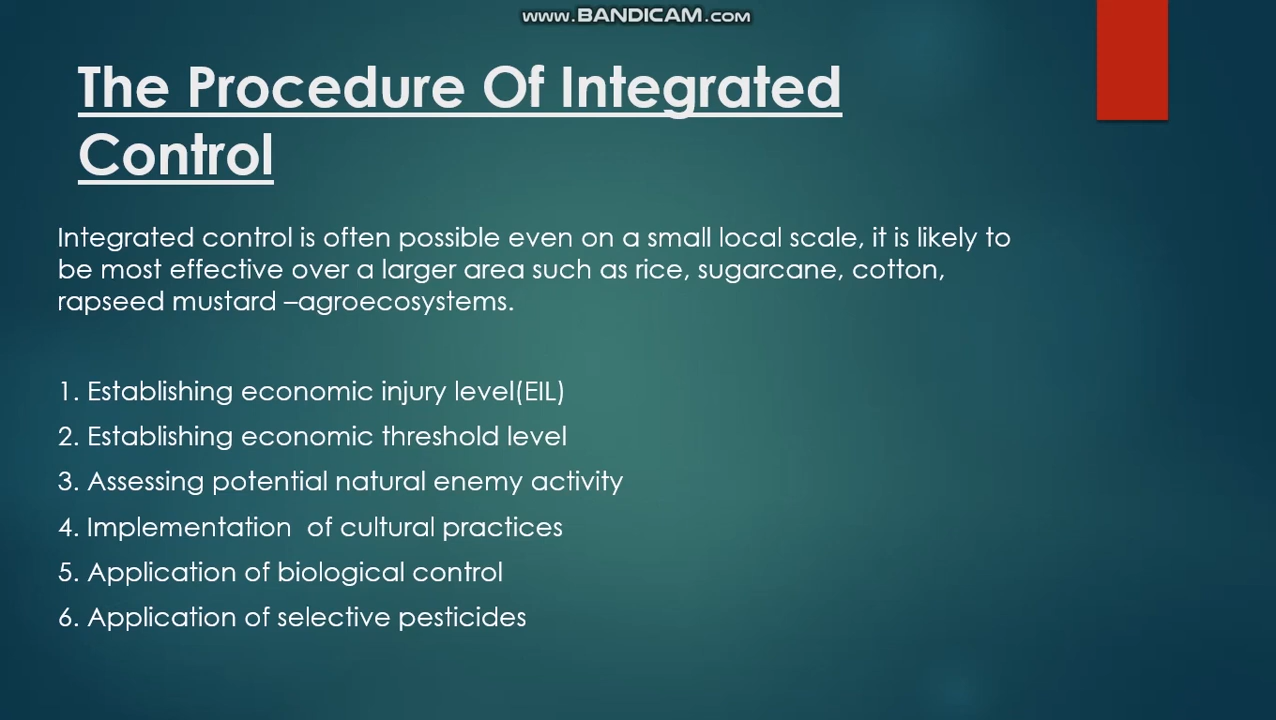 www.BANDICAM.com
The Procedure Of Integrated
Control
Integrated control is often possible even on a small local scale, it is likely to
be most effective over a larger area such as rice, sugarcane, cotton,
rapseed mustard –agroecosystems.
1. Establishing economic injury level(EIL)
2. Establishing economic threshold level
3. Assessing potential natural enemy activity
4. Implementation  of cultural practices
5. Application of biological control
6. Application of selective pesticides